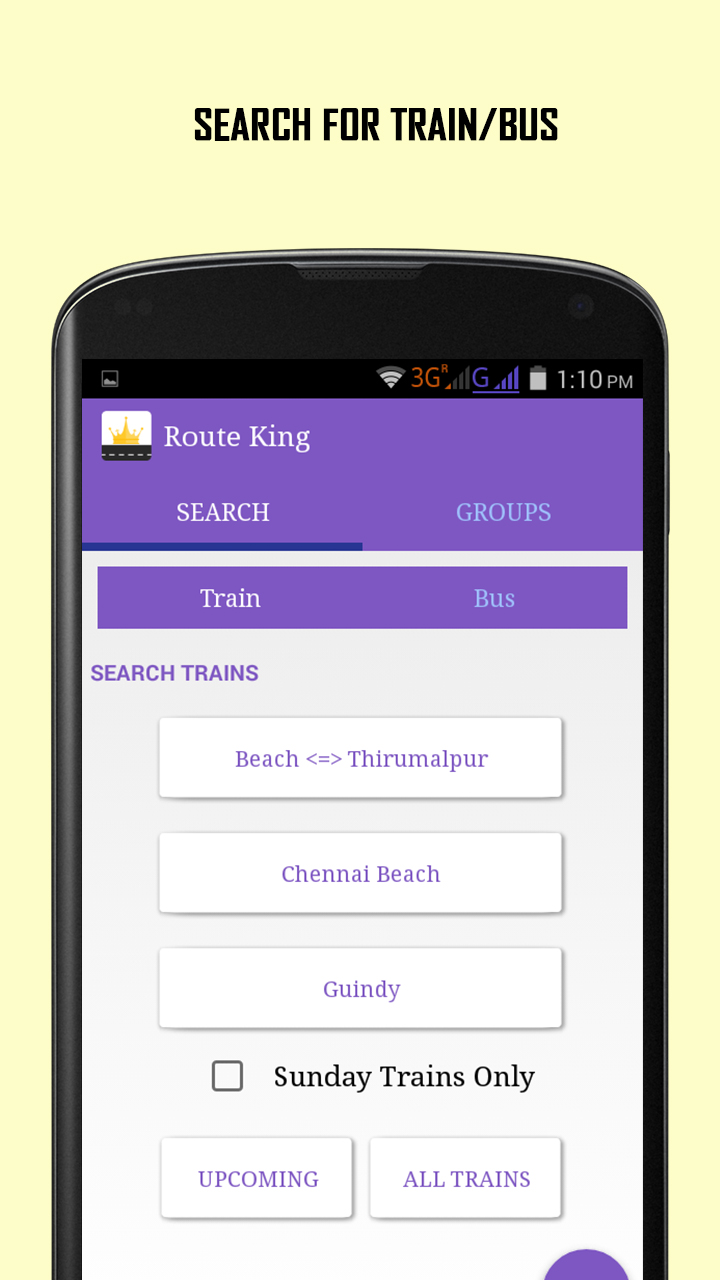 SEARCH FOR TRAIN/BUS
3G R G 1:10 PM
Route King
SEARCH GROUPS
Train Bus
SEARCH TRAINS
Beach <=> Thirumalpur
Chennai Beach
Guindy
Sunday Trains Only
UPCOMING ALL TRAINS